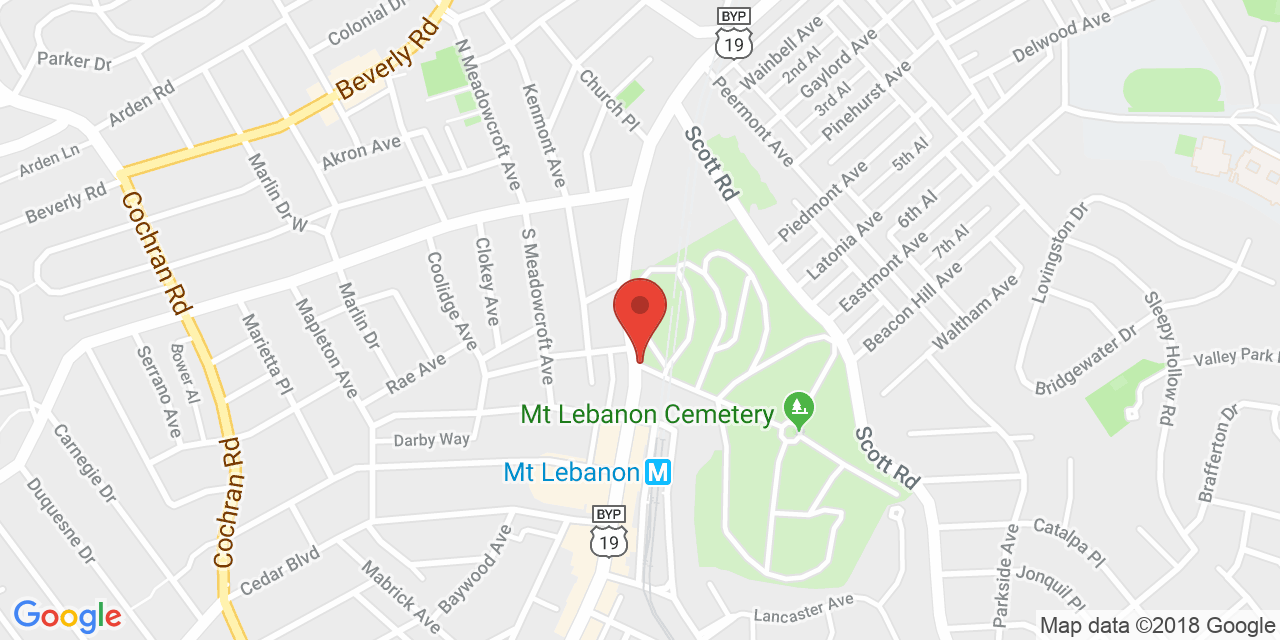 Colonial Dr
BYP
19
Parker Dr
Beverly Rd
N Meadowcroft Ave
Wainbell Ave
2nd Al
Gaylord Ave
3rd Al
Pinehurst Ave
Delwood Ave
Arden Rd
Church Pl
Kenmont Ave
Peermont Ave
Arden Ln
Akron Ave
Scott Rd
5th Al
Beverly Rd
Marlin Dr W
Piedmont Ave
6th Al
Cochran Rd
Latonia Ave
7th Al
Lovingston Dr
Clokey Ave
S Meadowcroft Ave
Eastmont Ave
Coolidge Ave
Beacon Hill Ave
Waltham Ave
Marlin Dr
Marietta Pl
Mapleton Ave
Sleepy Hollow Rd
Serrano Ave
Bower Al
Rae Ave
Bridgewater Dr
Valley Park
Mt Lebanon Cemetery
Carnegie Dr
Darby Way
Cochran Rd
Scott Rd
Brafferton Dr
Mt Lebanon M
Duquesne Dr
BYP
19
Catalpa Pl
Cedar Blvd
Baywood Ave
Mabrick Ave
Parkside Ave
Jonquil Pl
Lancaster Ave
Google
Map data ©2018 Google